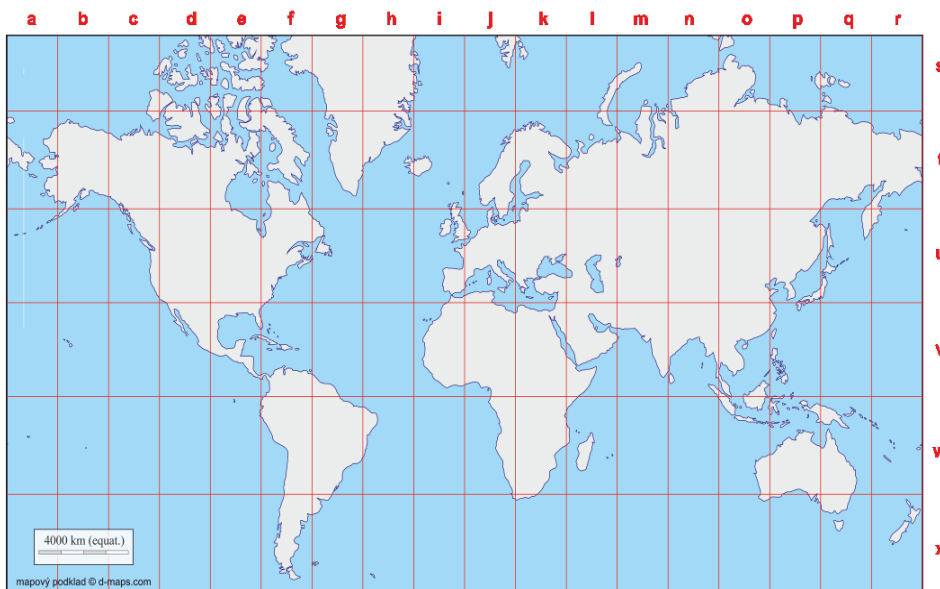 a b c d e f g h i j k l m n o p q r
s
t
u
v
w
x
4000 km (equat.)
mapový podklad © d-maps.com